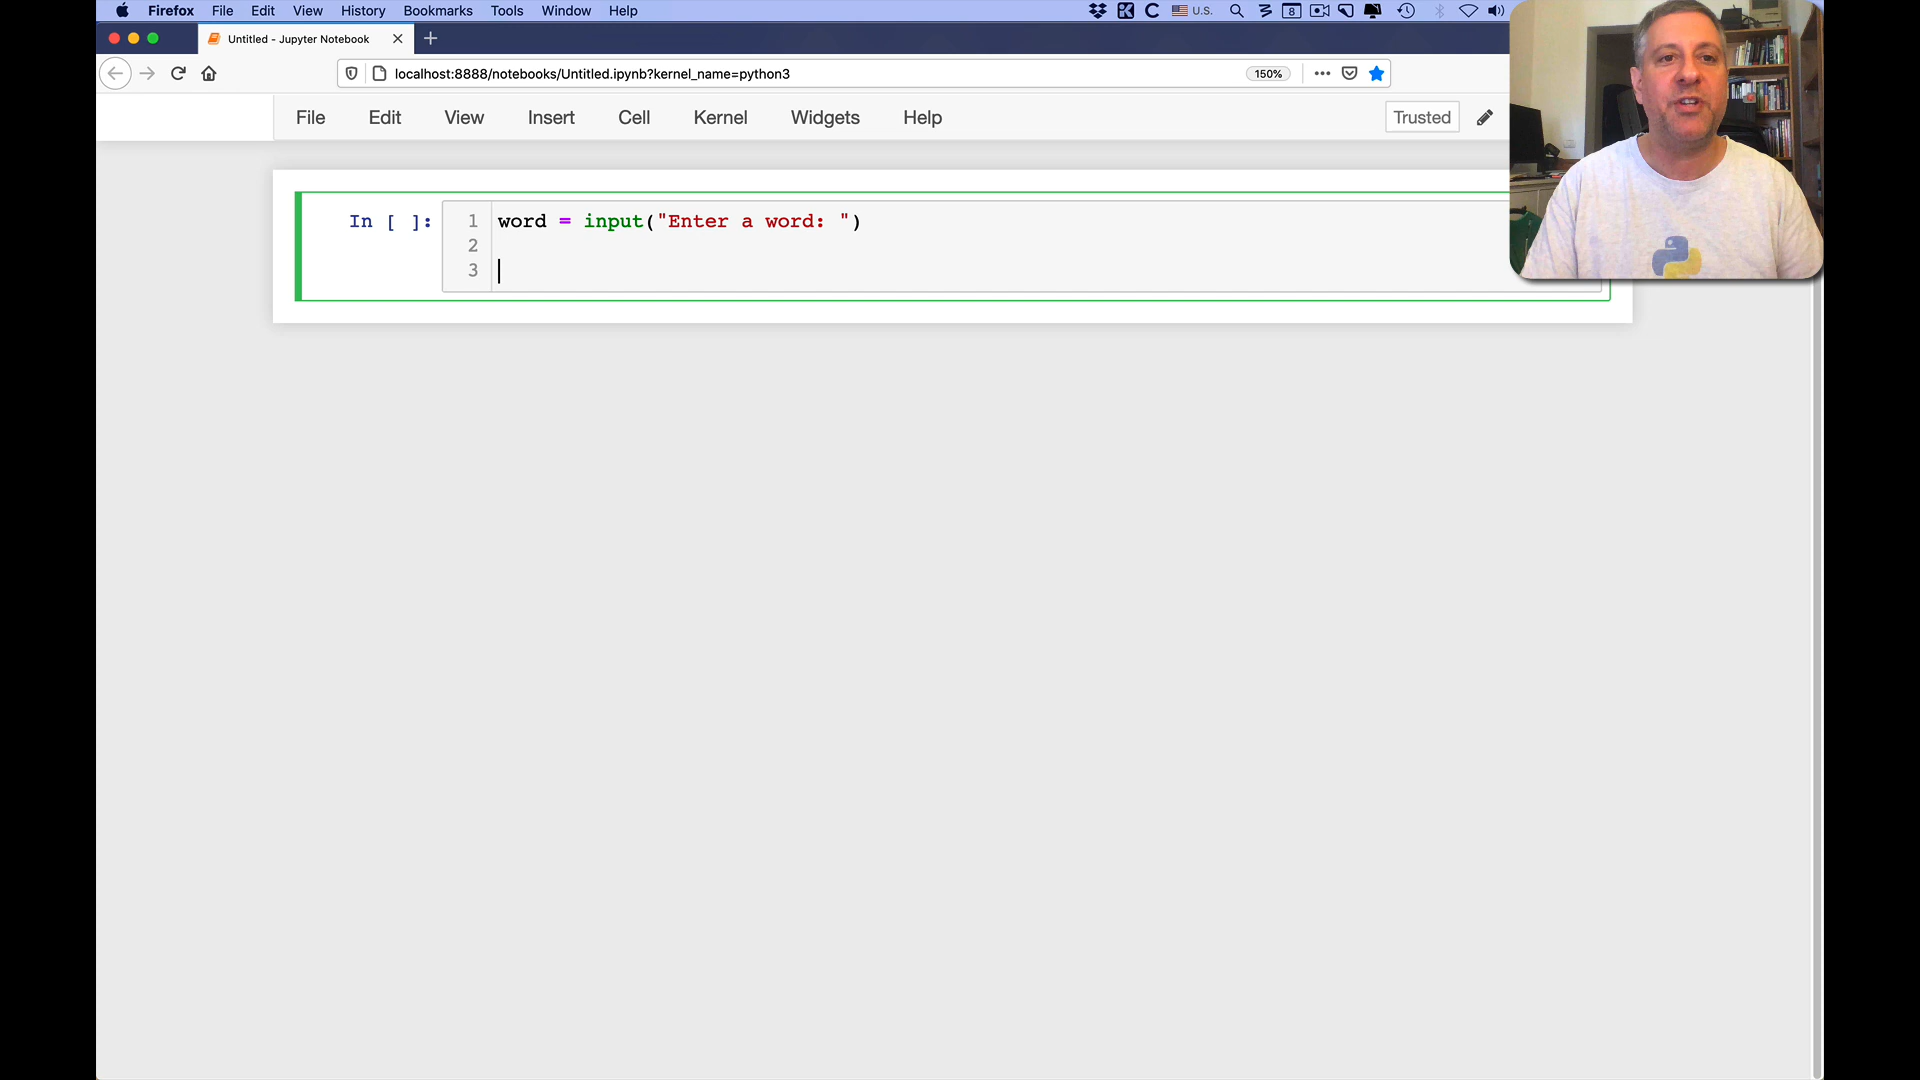 Firefox File Edit View History Bookmarks Tools Window Help
U.S.
8
Untitled - Jupyter Notebook
localhost:8888/notebooks/Untitled.ipynb?kernel_name=python3
150%
File Edit View Insert Cell Kernel Widgets Help
Trusted
In [ ]:
1 word = input("Enter a word: ")
2
3